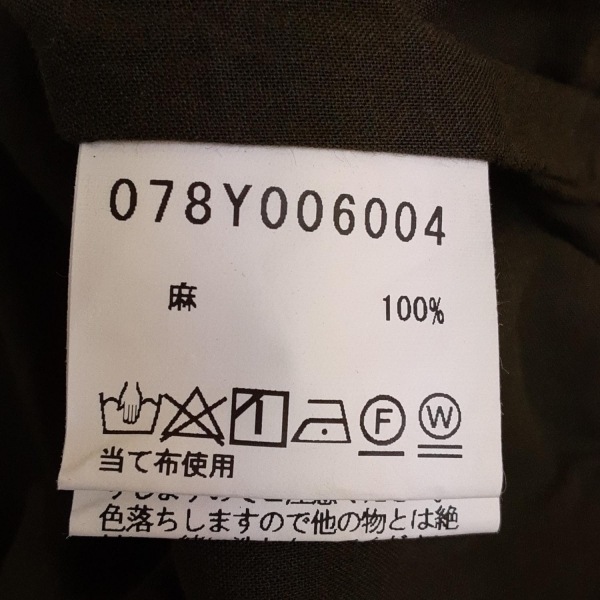 078Y006004
麻 100%
F W
当て布使用
色落ちしますので他の物とは絶